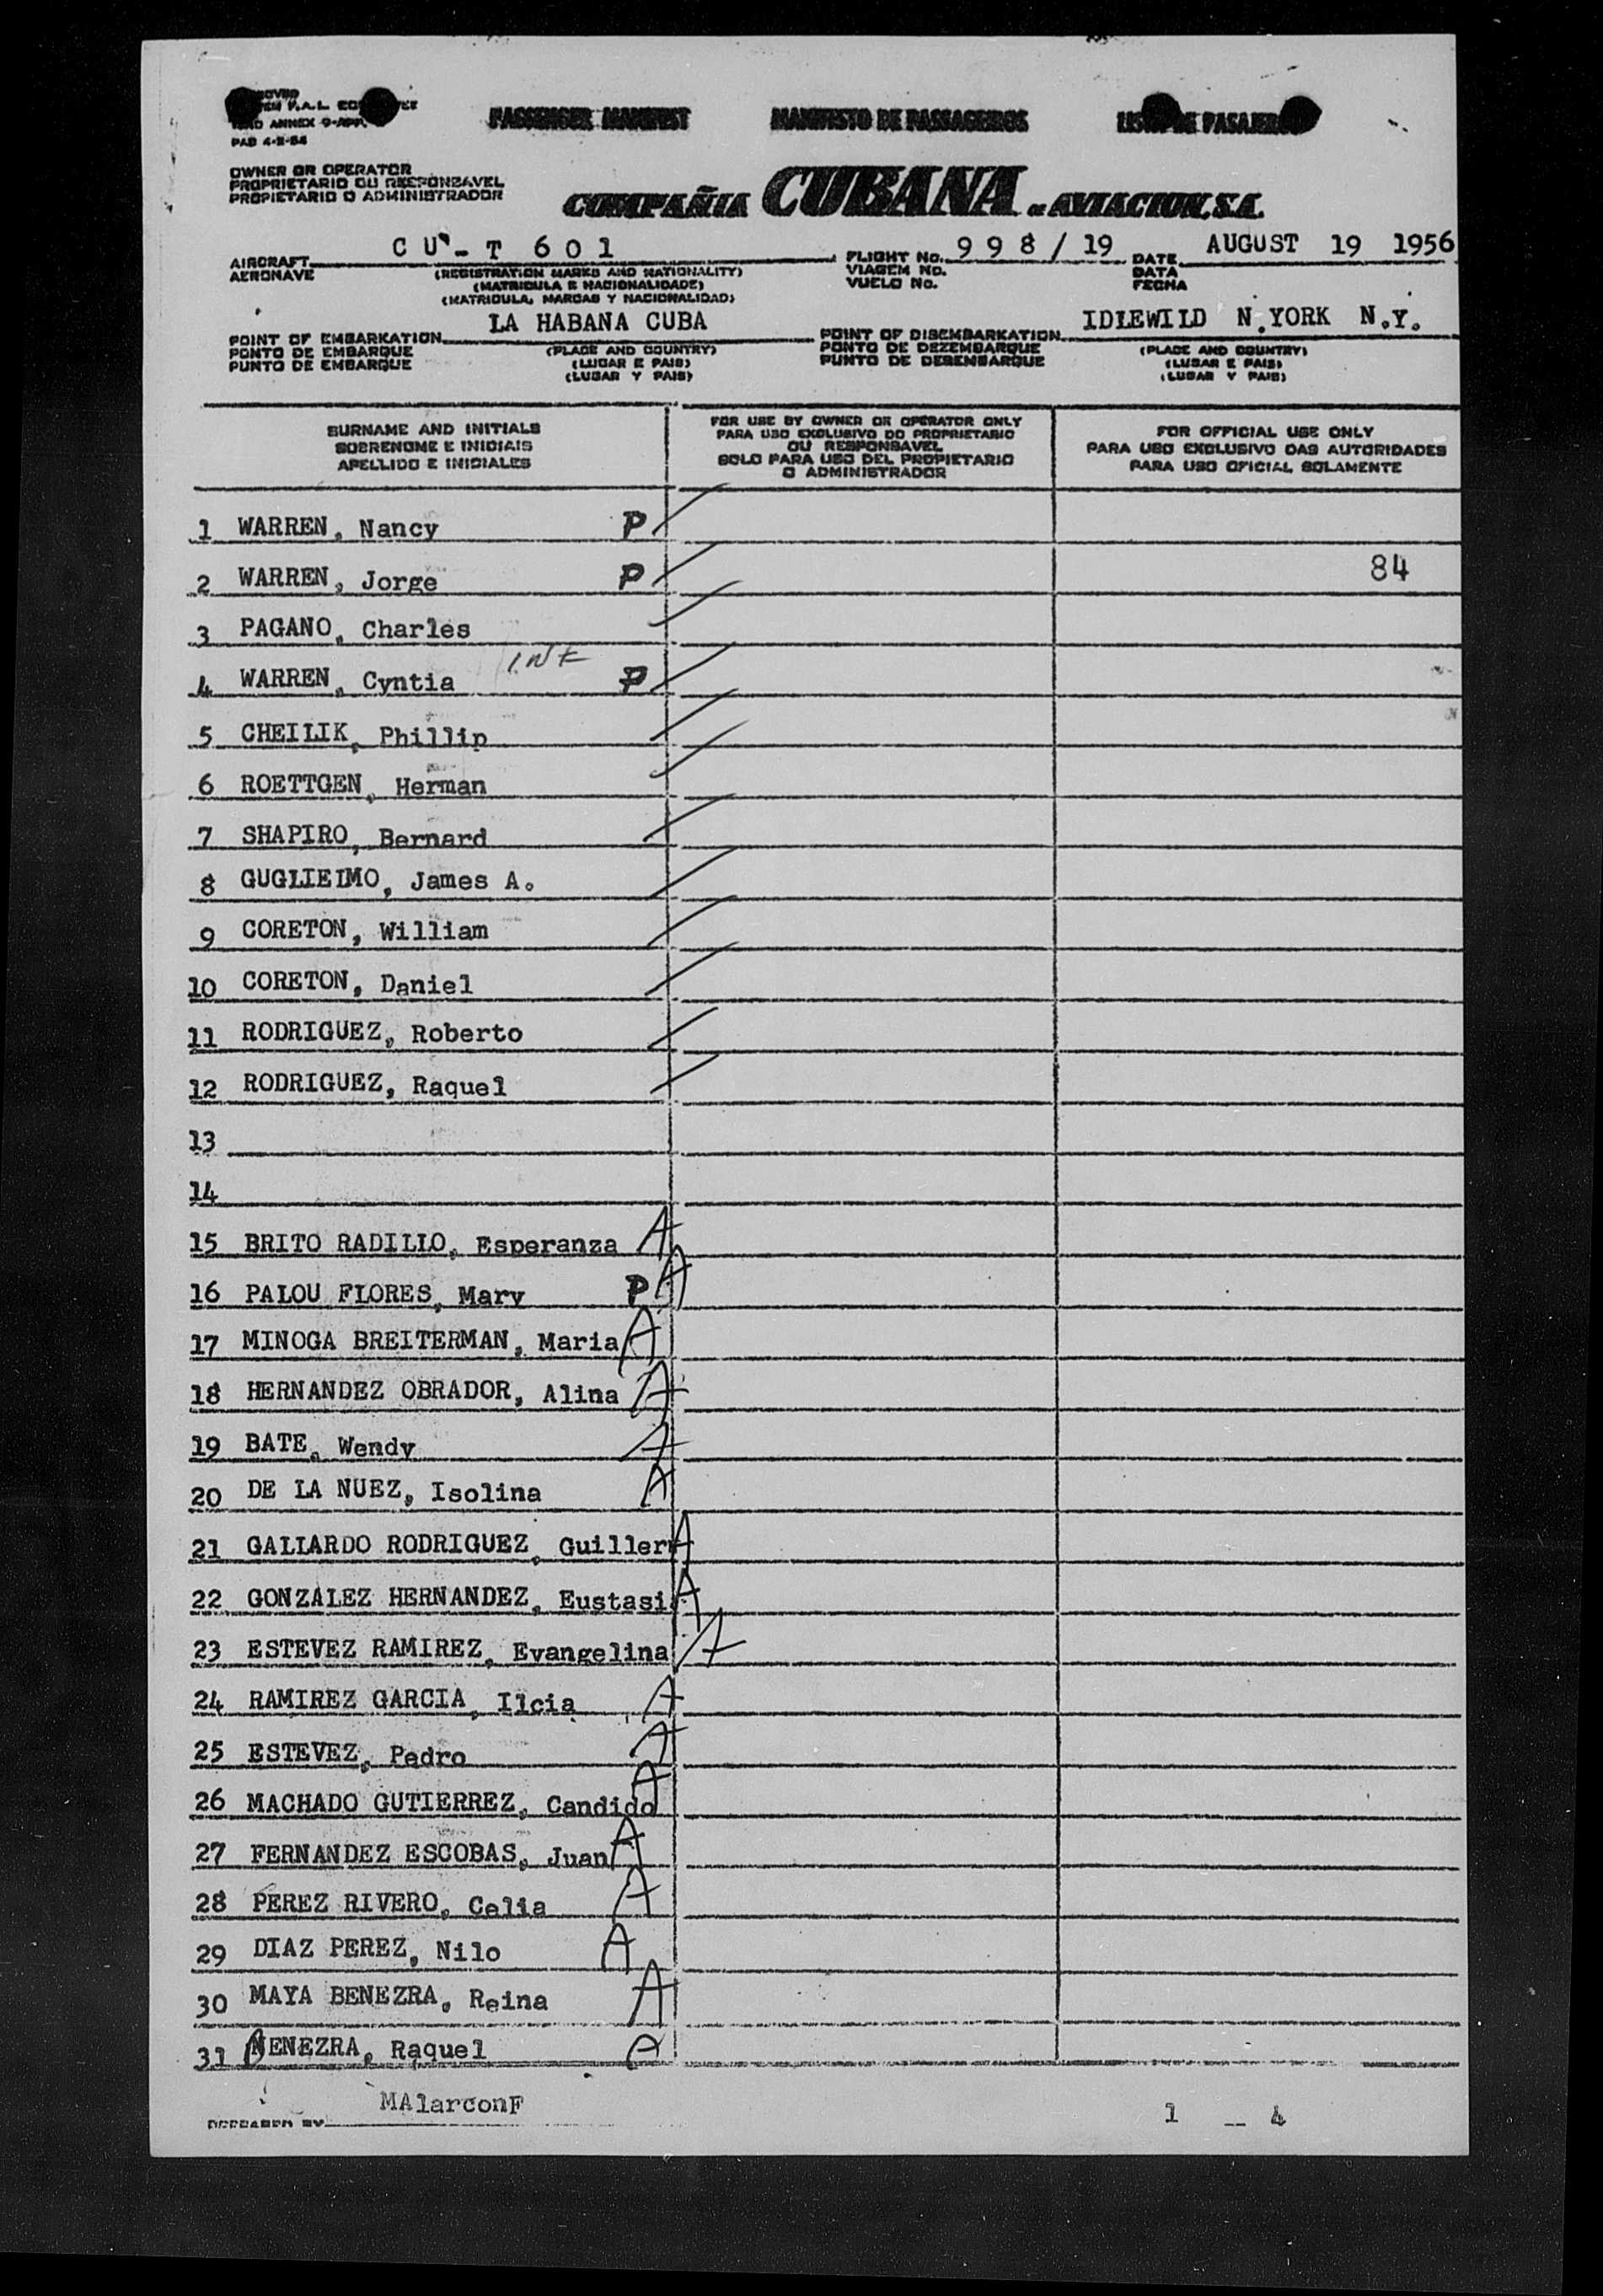 PAB 4-2-54
PASSENGER MANIFEST MANIFESTO DE PASSAGEIROS LISTA DE PASAJEROS
OWNER OR OPERATOR
PROPRIETARIO OU RESPONSAVEL
PROPIETARIO O ADMINISTRADOR
COMPAÑIA CUBANA DE AVIACION, S.A.
AIRCRAFT CU - T 601 FLIGHT No. 998/19 DATE AUGUST 19 1956
AERONAVE (REGISTRATION MARKS AND NATIONALITY) VIAGEM No. DATA
(MATRICULA E NACIONALIDADE) VUELO No. FECHA
(MATRICULA, MARCAS Y NACIONALIDAD)
POINT OF EMBARKATION LA HABANA CUBA POINT OF DISEMBARKATION IDLEWILD N.YORK N.Y.
PONTO DE EMBARQUE (PLACE AND COUNTRY) PONTO DE DEZEMBARQUE (PLACE AND COUNTRY)
PUNTO DE EMBARQUE (LUGAR E PAIS) PUNTO DE DESEMBARQUE (LUGAR E PAIS)
(LUGAR Y PAIS) (LUGAR Y PAIS)
SURNAME AND INITIALS
SOBRENOME E INICIAIS
APELLIDO E INICIALES
FOR USE BY OWNER OR OPERATOR ONLY
PARA USO EXCLUSIVO DO PROPRIETARIO
OU RESPONSAVEL
SOLO PARA USO DEL PROPIETARIO
O ADMINISTRADOR
FOR OFFICIAL USE ONLY
PARA USO EXCLUSIVO DAS AUTORIDADES
PARA USO OFICIAL SOLAMENTE
1 WARREN, Nancy P
2 WARREN, Jorge P 84
3 PAGANO, Charles
4 WARREN, Cyntia INF P
5 CHEILIK, Phillip
6 ROETTGEN, Herman
7 SHAPIRO, Bernard
8 GUGLIEIMO, James A.
9 CORETON, William
10 CORETON, Daniel
11 RODRIGUEZ, Roberto
12 RODRIGUEZ, Raquel
13
14
15 BRITO RADILLO, Esperanza A
16 PALOU FLORES, Mary P A
17 MINOGA BREITERMAN, Maria A
18 HERNANDEZ OBRADOR, Alina A
19 BATE, Wendy A
20 DE LA NUEZ, Isolina A
21 GALLARDO RODRIGUEZ, Guiller A
22 GONZALEZ HERNANDEZ, Eustasi A
23 ESTEVEZ RAMIREZ, Evangelina A
24 RAMIREZ GARCIA, Ilcia A
25 ESTEVEZ, Pedro A
26 MACHADO GUTIERREZ, Candido A
27 FERNANDEZ ESCOBAS, Juan A
28 PEREZ RIVERO, Celia A
29 DIAZ PEREZ, Nilo A
30 MAYA BENEZRA, Reina A
31 BENEZRA, Raquel A
PREPARED BY MAlarconF 1 - 4